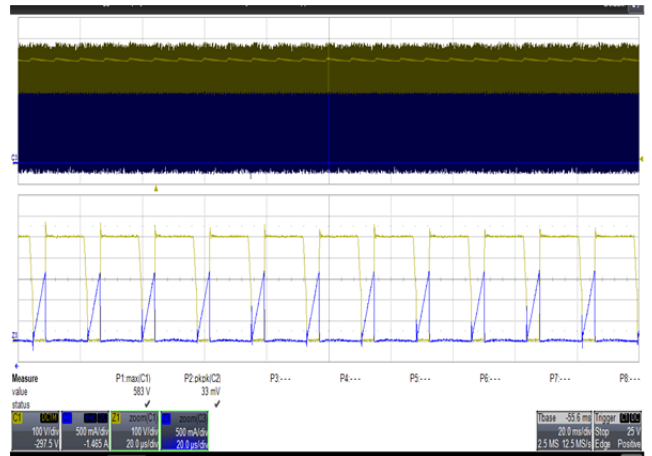 Measure P1:max(C1) P2:pkpk(C2) P3:--- P4:--- P5:--- P6:--- P7:--- P8:---
value 583 V 33 mV
status ✓ ✓
C1 Z1 zoom(C1) zoom(C2) Tbase -55.6 ms Trigger C1 DC
100 V/div 500 mA/div 100 V/div 500 mA/div 20.0 ms/div Stop 25 V
-297.5 V -1.465 A 20.0 µs/div 20.0 µs/div 2.5 MS 12.5 MS/s Edge Positive